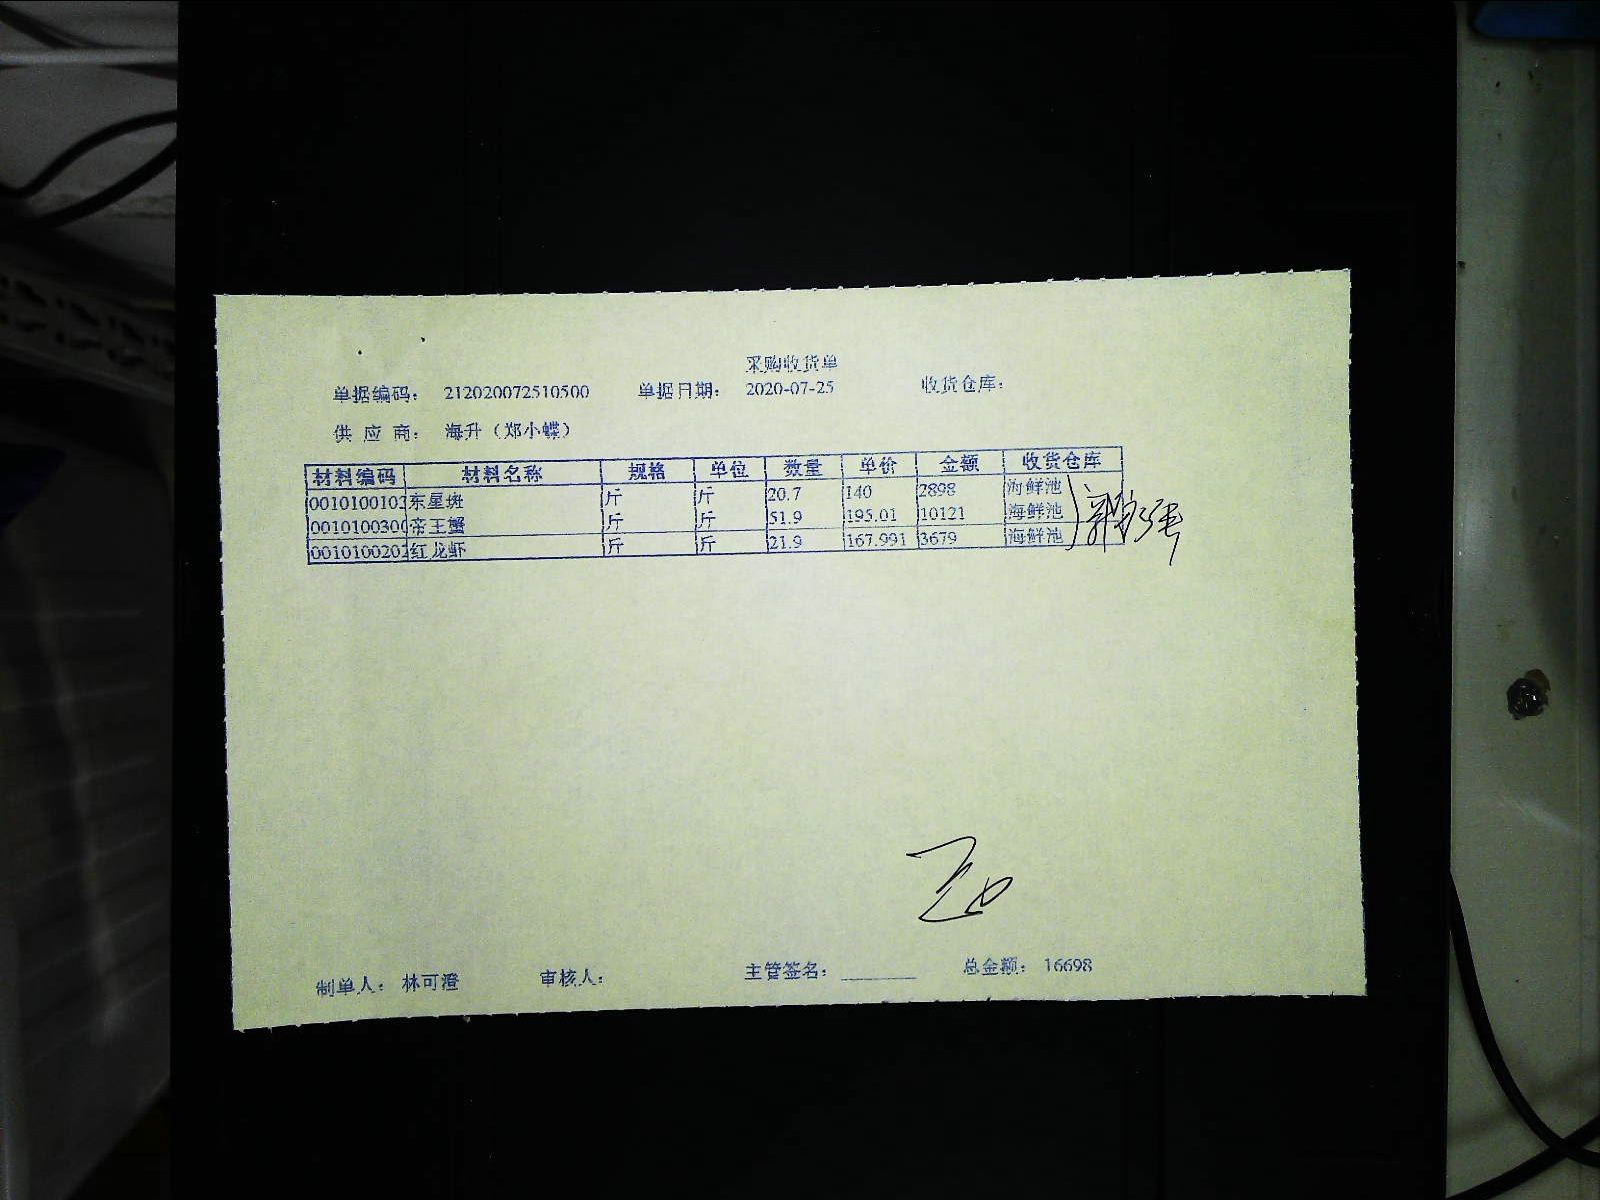 采购收货单
单据编码： 212020072510500 单据日期： 2020-07-25 收货仓库：
供 应 商： 海升（郑小蝶）
材料编码 材料名称 规格 单位 数量 单价 金额 收货仓库
0010100102 东星斑 斤 斤 20.7 140 2898 海鲜池
001010030 帝王蟹 斤 斤 51.9 195.01 10121 海鲜池
0010100202 红龙虾 斤 斤 21.9 167.991 3679 海鲜池
制单人： 林可澄 审核人： 主管签名： 总金额： 16698